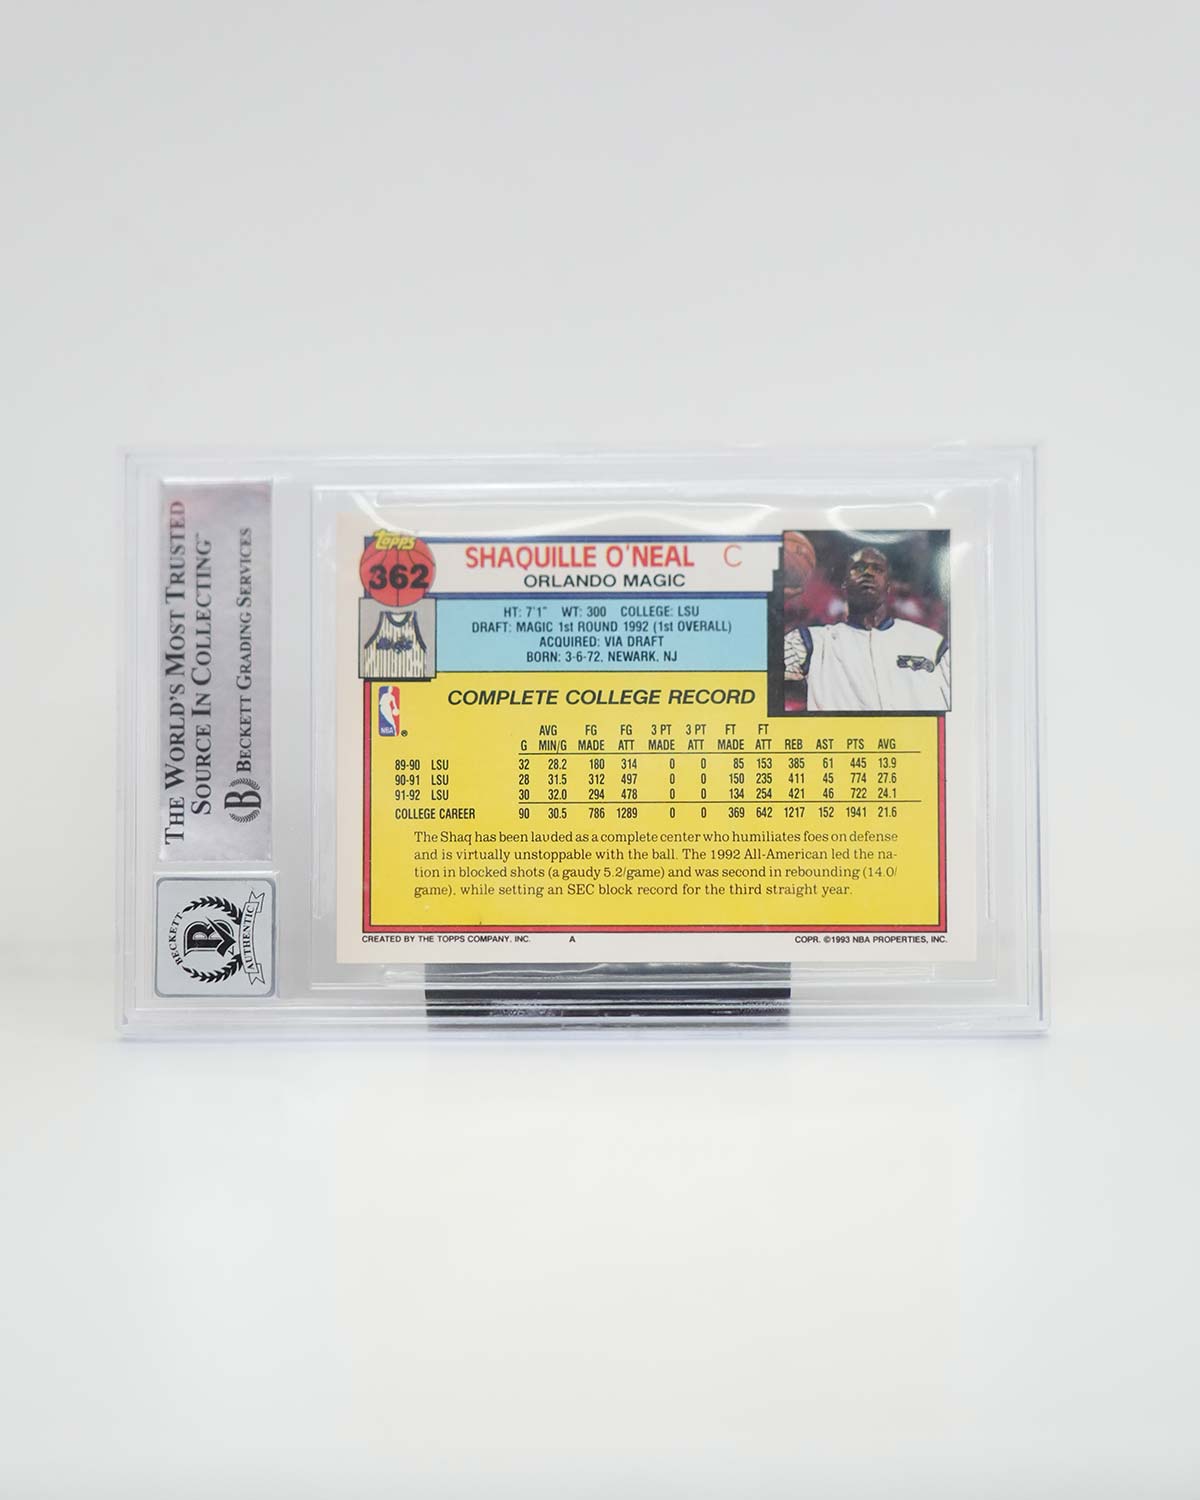 THE WORLD'S MOST TRUSTED
SOURCE IN COLLECTING™
BECKETT GRADING SERVICES
BECKETT
AUTHENTIC
Topps
362
SHAQUILLE O'NEAL C
ORLANDO MAGIC
HT: 7'1" WT: 300 COLLEGE: LSU
DRAFT: MAGIC 1st ROUND 1992 (1st OVERALL)
ACQUIRED: VIA DRAFT
BORN: 3-6-72, NEWARK, NJ
NBA ®
COMPLETE COLLEGE RECORD
AVG FG FG 3 PT 3 PT FT FT
G MIN/G MADE ATT MADE ATT MADE ATT REB AST PTS AVG
89-90 LSU 32 28.2 180 314 0 0 85 153 385 61 445 13.9
90-91 LSU 28 31.5 312 497 0 0 150 235 411 45 774 27.6
91-92 LSU 30 32.0 294 478 0 0 134 254 421 46 722 24.1
COLLEGE CAREER 90 30.5 786 1289 0 0 369 642 1217 152 1941 21.6
The Shaq has been lauded as a complete center who humiliates foes on defense
and is virtually unstoppable with the ball. The 1992 All-American led the na-
tion in blocked shots (a gaudy 5.2/game) and was second in rebounding (14.0/
game), while setting an SEC block record for the third straight year.
CREATED BY THE TOPPS COMPANY, INC. A COPR. ©1993 NBA PROPERTIES, INC.